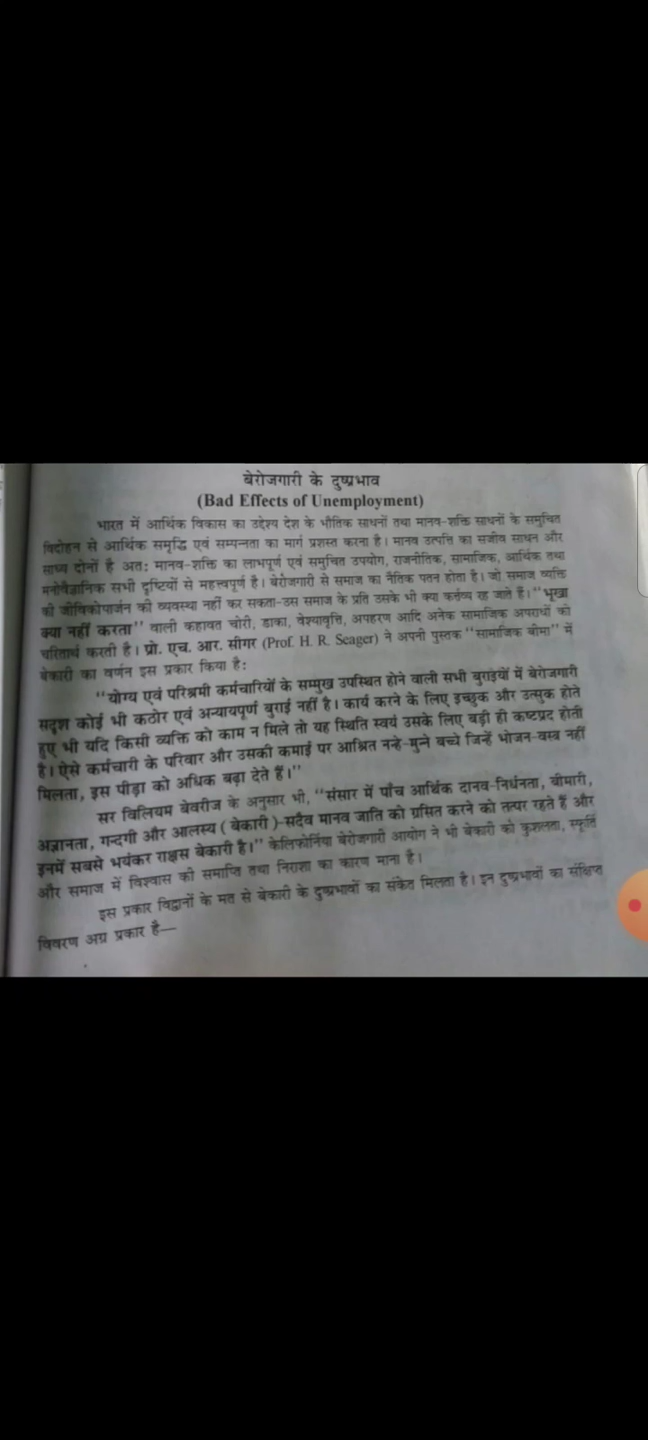 बेरोजगारी के दुष्प्रभाव
(Bad Effects of Unemployment)
भारत में आर्थिक विकास का उद्देश्य देश के भौतिक साधनों तथा मानव-शक्ति साधनों के समुचित
विदोहन से आर्थिक समृद्धि एवं सम्पन्नता का मार्ग प्रशस्त करना है। मानव उत्पत्ति का सजीव साधन और
साध्य दोनों है अतः मानव-शक्ति का लाभपूर्ण एवं समुचित उपयोग, राजनीतिक, सामाजिक, आर्थिक तथा
मनोवैज्ञानिक सभी दृष्टियों से महत्त्वपूर्ण है। बेरोजगारी से समाज का नैतिक पतन होता है। जो समाज व्यक्ति
की जीविकोपार्जन की व्यवस्था नहीं कर सकता-उस समाज के प्रति उसके भी क्या कर्त्तव्य रह जाते हैं। "भूखा
क्या नहीं करता" वाली कहावत चोरी, डाका, वेश्यावृत्ति, अपहरण आदि अनेक सामाजिक अपराधों को
चरितार्थ करती है। प्रो. एच. आर. सीगर (Prof. H. R. Seager) ने अपनी पुस्तक "सामाजिक बीमा" में
बेकारी का वर्णन इस प्रकार किया है:
"योग्य एवं परिश्रमी कर्मचारियों के सम्मुख उपस्थित होने वाली सभी बुराइयों में बेरोजगारी
सदृश कोई भी कठोर एवं अन्यायपूर्ण बुराई नहीं है। कार्य करने के लिए इच्छुक और उत्सुक होते
हुए भी यदि किसी व्यक्ति को काम न मिले तो यह स्थिति स्वयं उसके लिए बड़ी ही कष्टप्रद होती
है। ऐसे कर्मचारी के परिवार और उसकी कमाई पर आश्रित नन्हे-मुन्ने बच्चे जिन्हें भोजन-वस्त्र नहीं
मिलता, इस पीड़ा को अधिक बढ़ा देते हैं।"
सर विलियम बेवरीज के अनुसार भी, "संसार में पाँच आर्थिक दानव-निर्धनता, बीमारी,
अज्ञानता, गन्दगी और आलस्य (बेकारी)-सदैव मानव जाति को ग्रसित करने को तत्पर रहते हैं और
इनमें सबसे भयंकर राक्षस बेकारी है।" केलिफोर्निया बेरोजगारी आयोग ने भी बेकारी को कुशलता, स्फूर्ति
और समाज में विश्वास की समाप्ति तथा निराशा का कारण माना है।
इस प्रकार विद्वानों के मत से बेकारी के दुष्प्रभावों का संकेत मिलता है। इन दुष्प्रभावों का संक्षिप्त
विवरण अग्र प्रकार है—